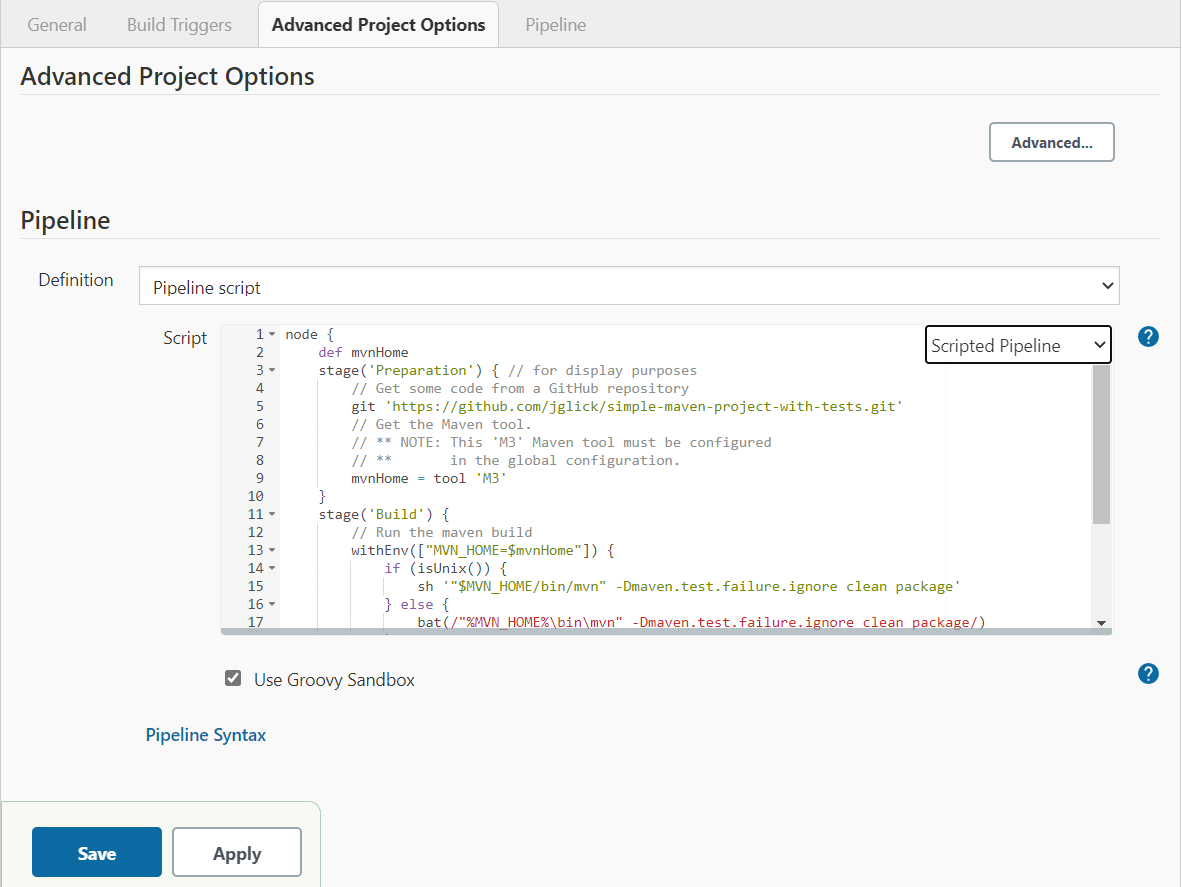 General Build Triggers Advanced Project Options Pipeline
Advanced Project Options
Advanced...
Pipeline
Definition Pipeline script
Script
Scripted Pipeline
1 node {
2     def mvnHome
3     stage('Preparation') { // for display purposes
4         // Get some code from a GitHub repository
5         git 'https://github.com/jglick/simple-maven-project-with-tests.git'
6         // Get the Maven tool.
7         // ** NOTE: This 'M3' Maven tool must be configured
8         // **       in the global configuration.
9         mvnHome = tool 'M3'
10     }
11     stage('Build') {
12         // Run the maven build
13         withEnv(["MVN_HOME=$mvnHome"]) {
14             if (isUnix()) {
15                 sh '"$MVN_HOME/bin/mvn" -Dmaven.test.failure.ignore clean package'
16             } else {
17                 bat(/"%MVN_HOME%\bin\mvn" -Dmaven.test.failure.ignore clean package/)
Use Groovy Sandbox
Pipeline Syntax
Save Apply